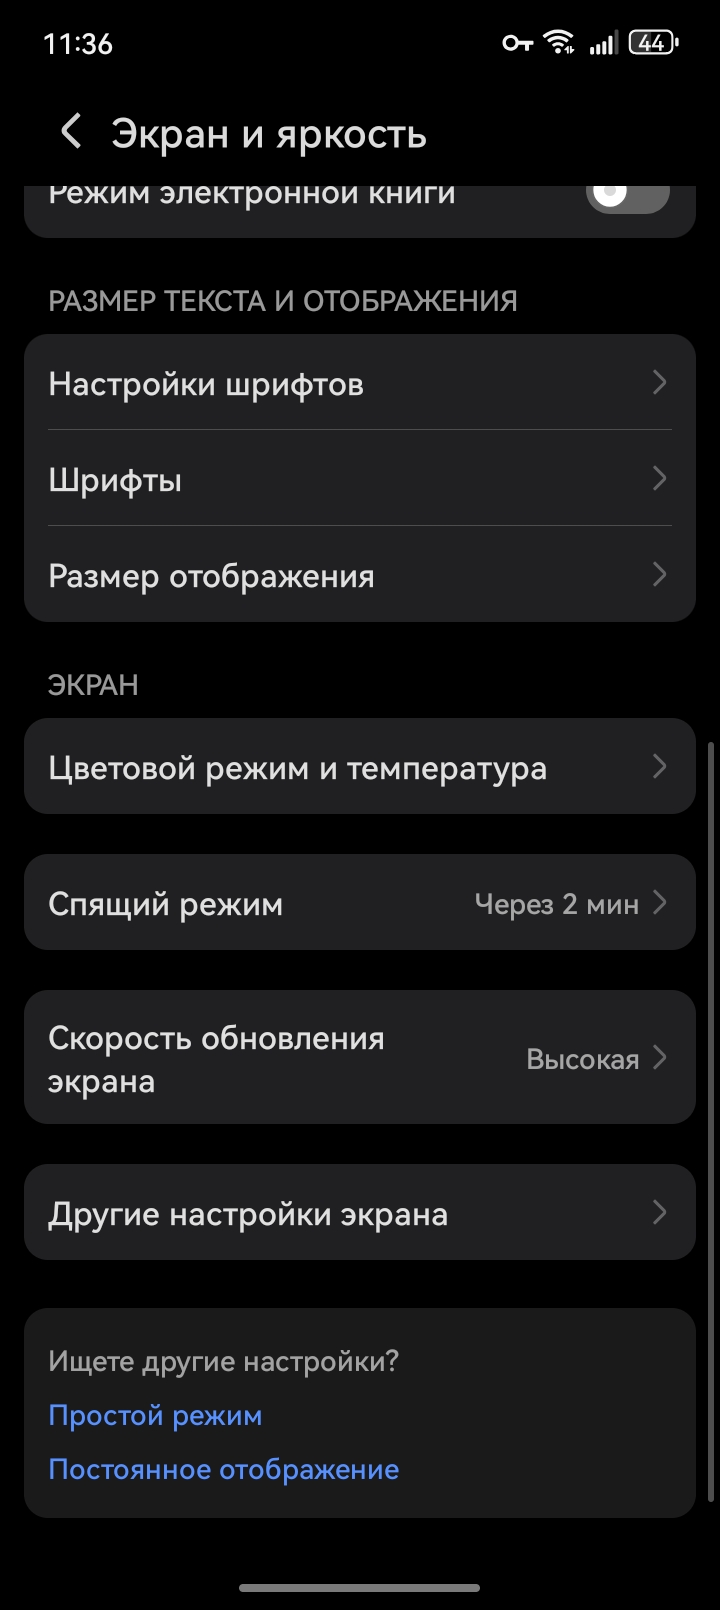 11:36
44
Экран и яркость
Режим электронной книги
РАЗМЕР ТЕКСТА И ОТОБРАЖЕНИЯ
Настройки шрифтов
Шрифты
Размер отображения
ЭКРАН
Цветовой режим и температура
Спящий режим
Через 2 мин
Скорость обновления
экрана
Высокая
Другие настройки экрана
Ищете другие настройки?
Простой режим
Постоянное отображение